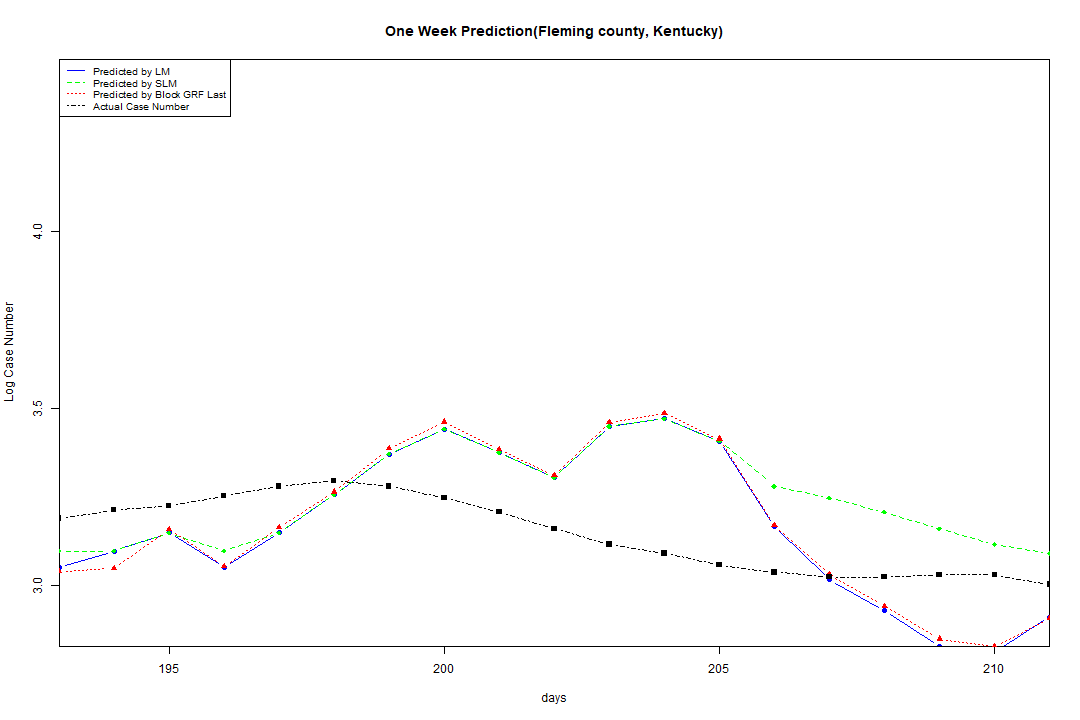 One Week Prediction(Fleming county, Kentucky)
Predicted by LM
Predicted by SLM
Predicted by Block GRF Last
Actual Case Number
4.0
3.5
3.0
Log Case Number
195 200 205 210
days